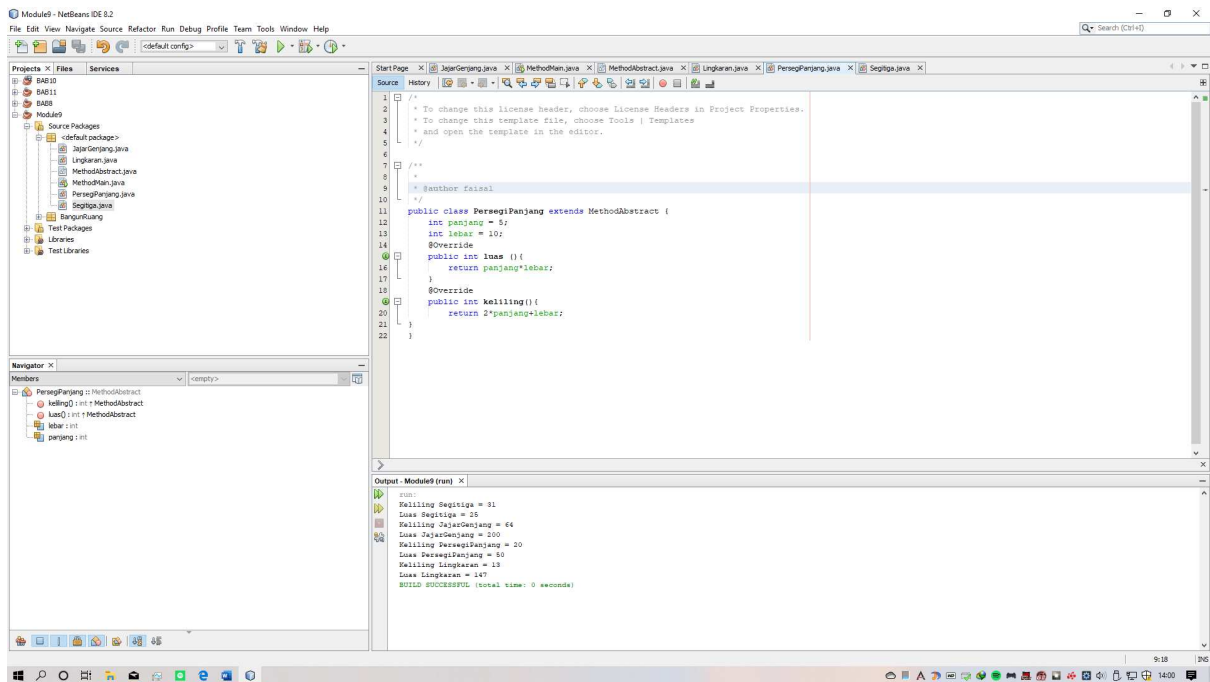 Module9 - NetBeans IDE 8.2
File Edit View Navigate Source Refactor Run Debug Profile Team Tools Window Help
Search (Ctrl+I)
<default config>
Projects Files Services
BAB10
BAB11
BAB8
Module9
Source Packages
<default package>
JajarGenjang.java
Lingkaran.java
MethodAbstract.java
MethodMain.java
PersegiPanjang.java
Segitiga.java
BangunRuang
Test Packages
Libraries
Test Libraries
Navigator
Members <empty>
PersegiPanjang :: MethodAbstract
keliling() : int ↑ MethodAbstract
luas() : int ↑ MethodAbstract
lebar : int
panjang : int
Start Page JajarGenjang.java MethodMain.java MethodAbstract.java Lingkaran.java PersegiPanjang.java Segitiga.java
Source History
1 /*
2 * To change this license header, choose License Headers in Project Properties.
3 * To change this template file, choose Tools | Templates
4 * and open the template in the editor.
5 */
6
7 /**
8 *
9 * @author faisal
10 */
11 public class PersegiPanjang extends MethodAbstract {
12 int panjang = 5;
13 int lebar = 10;
14 @Override
public int luas (){
16 return panjang*lebar;
17 }
18 @Override
public int keliling(){
20 return 2*panjang+lebar;
21 }
22 }
Output - Module9 (run)
run:
Keliling Segitiga = 31
Luas Segitiga = 25
Keliling JajarGenjang = 64
Luas JajarGenjang = 200
Keliling PersegiPanjang = 20
Luas PersegiPanjang = 50
Keliling Lingkaran = 13
Luas Lingkaran = 147
BUILD SUCCESSFUL (total time: 0 seconds)
9:18 INS
14:00